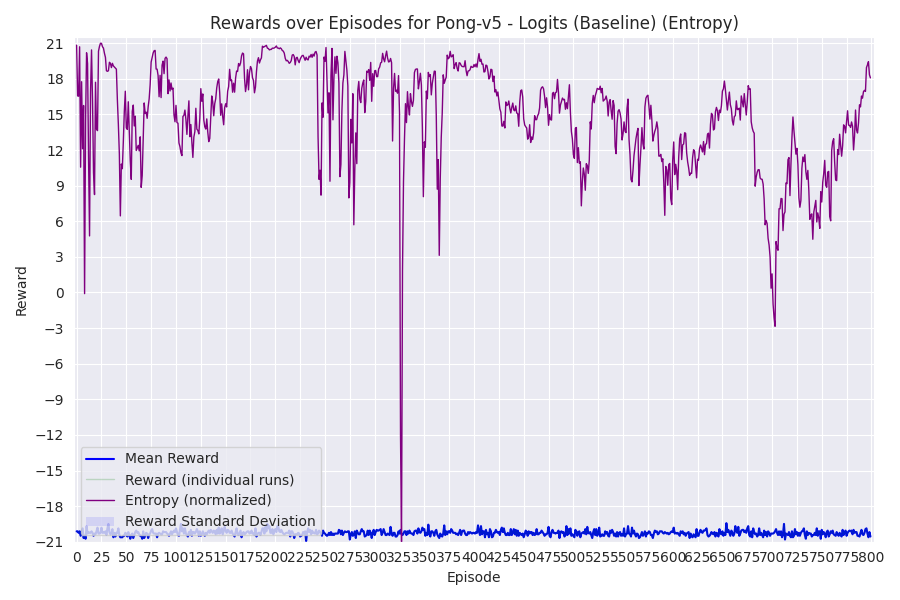 Rewards over Episodes for Pong-v5 - Logits (Baseline) (Entropy)
21
18
15
12
9
6
3
0
−3
−6
−9
−12
−15
−18
−21
Reward
Mean Reward
Reward (individual runs)
Entropy (normalized)
Reward Standard Deviation
0 25 50 75 100 125 150 175 200 225 250 275 300 325 350 375 400 425 450 475 500 525 550 575 600 625 650 675 700 725 750 775 800
Episode